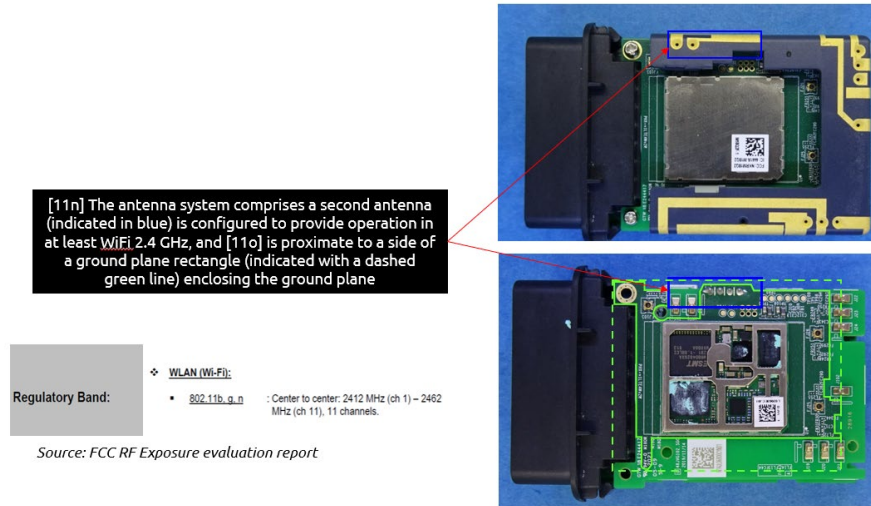 [11n] The antenna system comprises a second antenna
(indicated in blue) is configured to provide operation in
at least WiFi 2.4 GHz, and [11o] is proximate to a side of
a ground plane rectangle (indicated with a dashed
green line) enclosing the ground plane
Regulatory Band:
❖ WLAN (Wi-Fi):
▪ 802.11b, g, n : Center to center: 2412 MHz (ch 1) – 2462
MHz (ch 11), 11 channels.
Source: FCC RF Exposure evaluation report